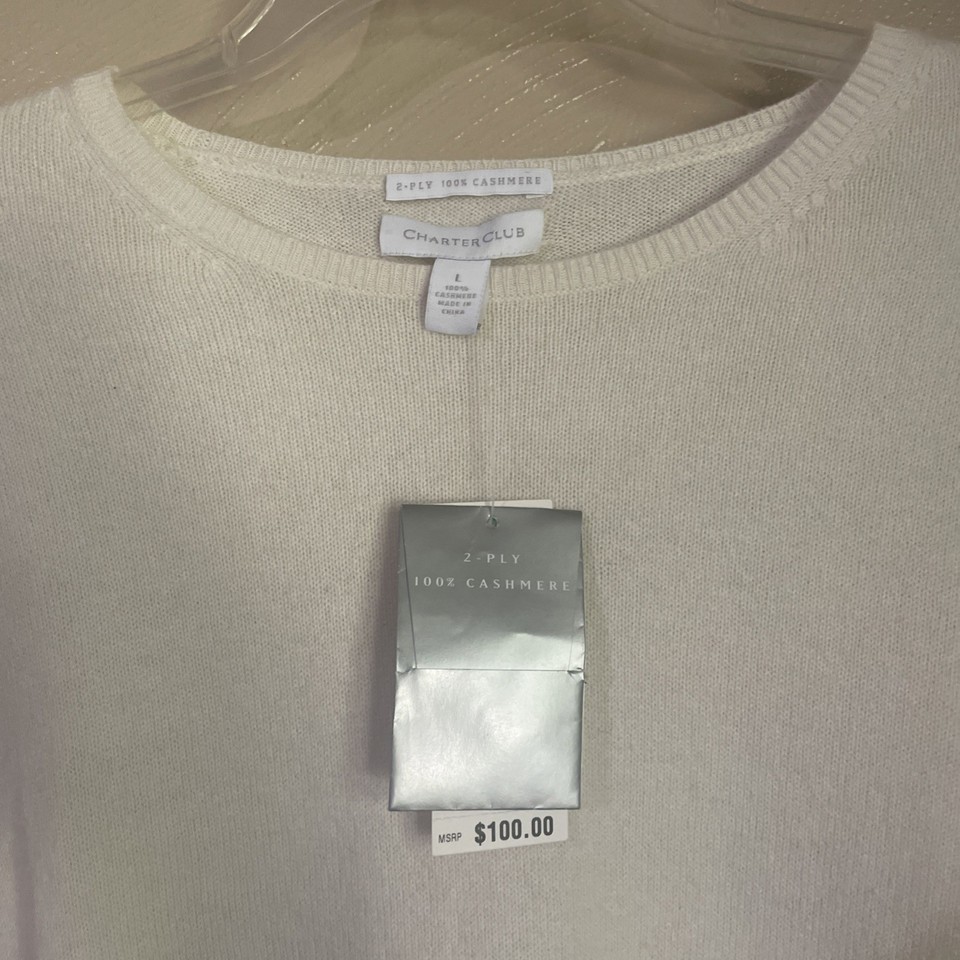 2-PLY 100% CASHMERE
CHARTER CLUB
L
100%
CASHMERE
MADE IN
CHINA
2-PLY
100% CASHMERE
MSRP $100.00